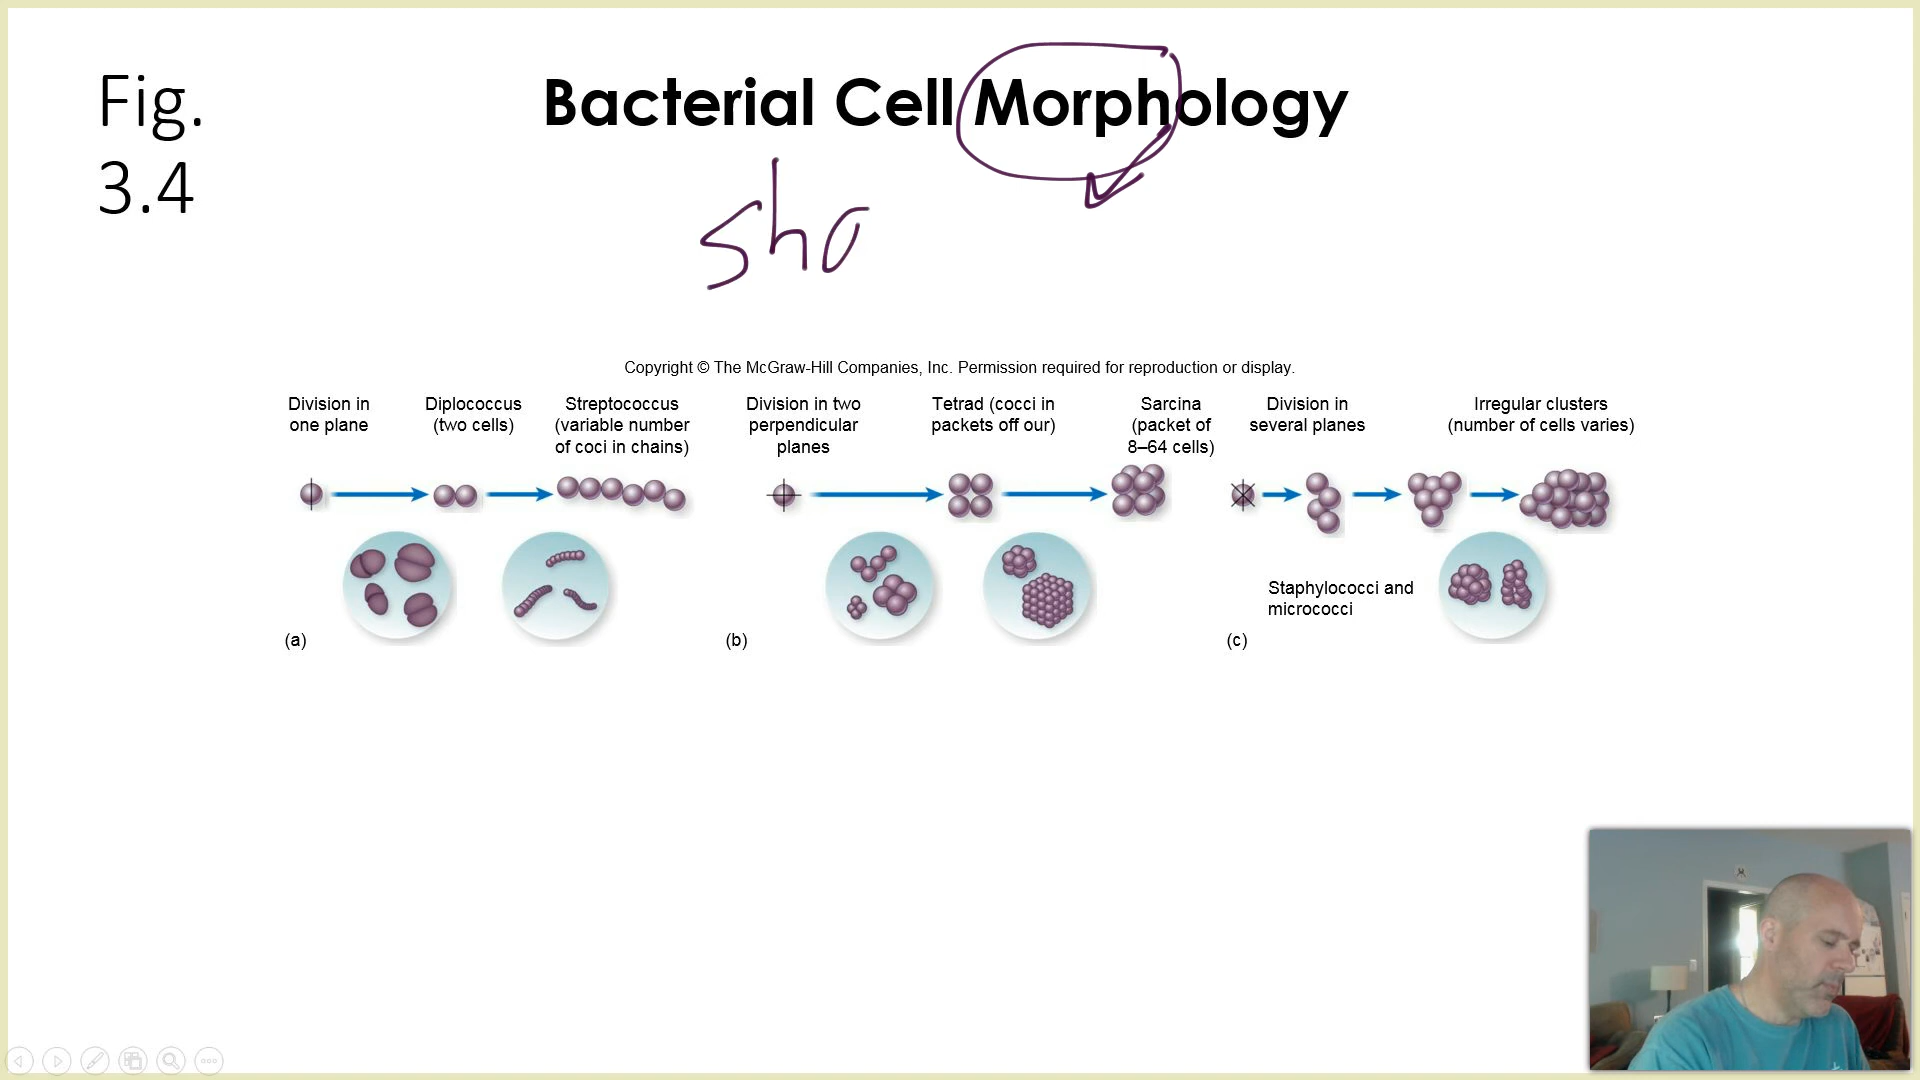 Fig.
3.4
Bacterial Cell Morphology
sha
Copyright © The McGraw-Hill Companies, Inc. Permission required for reproduction or display.
Division in
one plane
Diplococcus
(two cells)
Streptococcus
(variable number
of coci in chains)
Division in two
perpendicular
planes
Tetrad (cocci in
packets off our)
Sarcina
(packet of
8–64 cells)
Division in
several planes
Irregular clusters
(number of cells varies)
Staphylococci and
micrococci
(a)
(b)
(c)